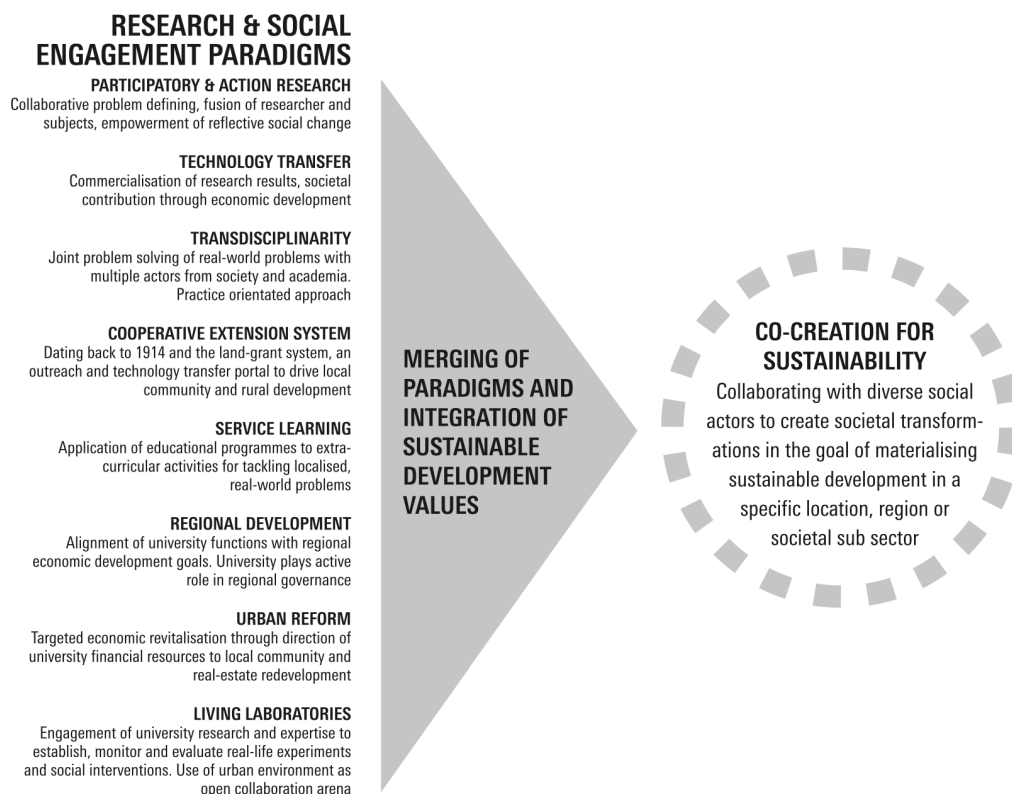 RESEARCH & SOCIAL
ENGAGEMENT PARADIGMS
PARTICIPATORY & ACTION RESEARCH
Collaborative problem defining, fusion of researcher and
subjects, empowerment of reflective social change
TECHNOLOGY TRANSFER
Commercialisation of research results, societal
contribution through economic development
TRANSDISCIPLINARITY
Joint problem solving of real-world problems with
multiple actors from society and academia.
Practice orientated approach
COOPERATIVE EXTENSION SYSTEM
Dating back to 1914 and the land-grant system, an
outreach and technology transfer portal to drive local
community and rural development
SERVICE LEARNING
Application of educational programmes to extra-
curricular activities for tackling localised,
real-world problems
REGIONAL DEVELOPMENT
Alignment of university functions with regional
economic development goals. University plays active
role in regional governance
URBAN REFORM
Targeted economic revitalisation through direction of
university financial resources to local community and
real-estate redevelopment
LIVING LABORATORIES
Engagement of university research and expertise to
establish, monitor and evaluate real-life experiments
and social interventions. Use of urban environment as
open collaboration arena
MERGING OF
PARADIGMS AND
INTEGRATION OF
SUSTAINABLE
DEVELOPMENT
VALUES
CO-CREATION FOR
SUSTAINABILITY
Collaborating with diverse social
actors to create societal transform-
ations in the goal of materialising
sustainable development in a
specific location, region or
societal sub sector